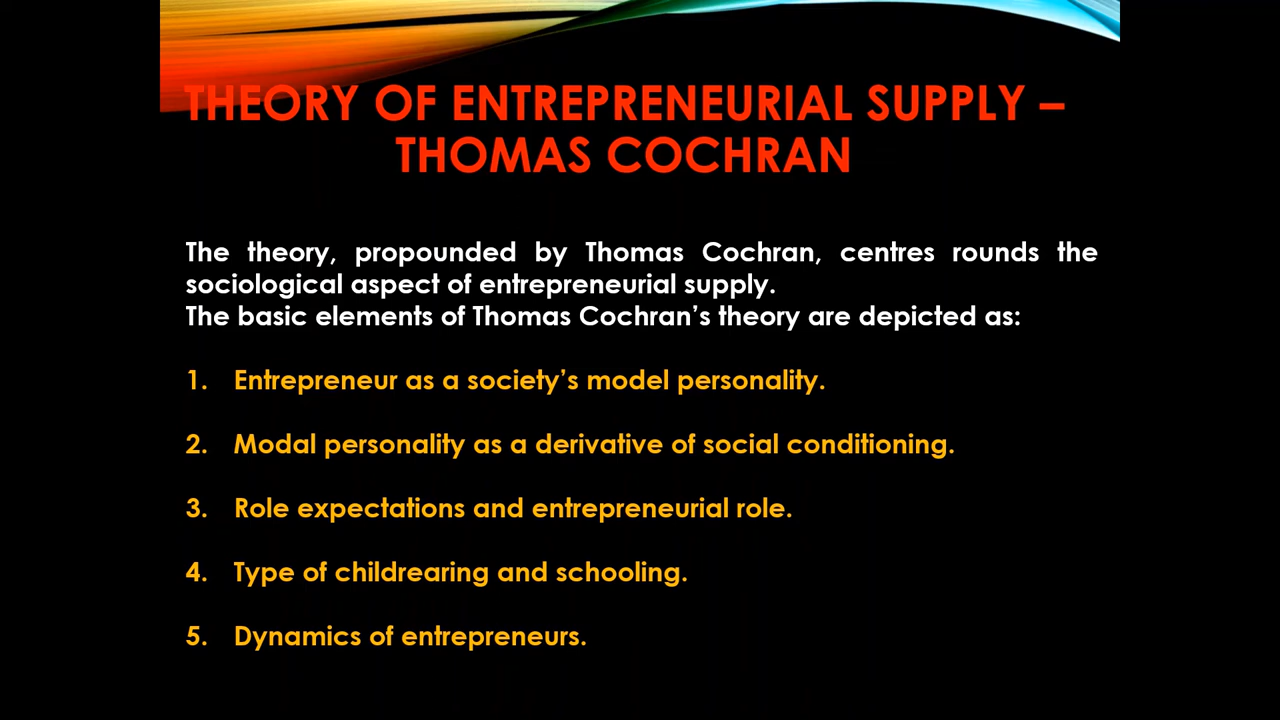 THEORY OF ENTREPRENEURIAL SUPPLY –
THOMAS COCHRAN
The theory, propounded by Thomas Cochran, centres rounds the
sociological aspect of entrepreneurial supply.
The basic elements of Thomas Cochran's theory are depicted as:
1. Entrepreneur as a society's model personality.
2. Modal personality as a derivative of social conditioning.
3. Role expectations and entrepreneurial role.
4. Type of childrearing and schooling.
5. Dynamics of entrepreneurs.